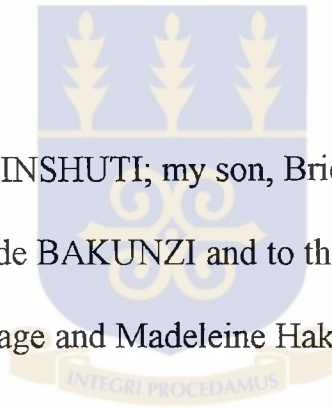 INSHUTI; my son, Bri
de BAKUNZI and to th
age and Madeleine Hak
INTEGRI PROCEDAMUS